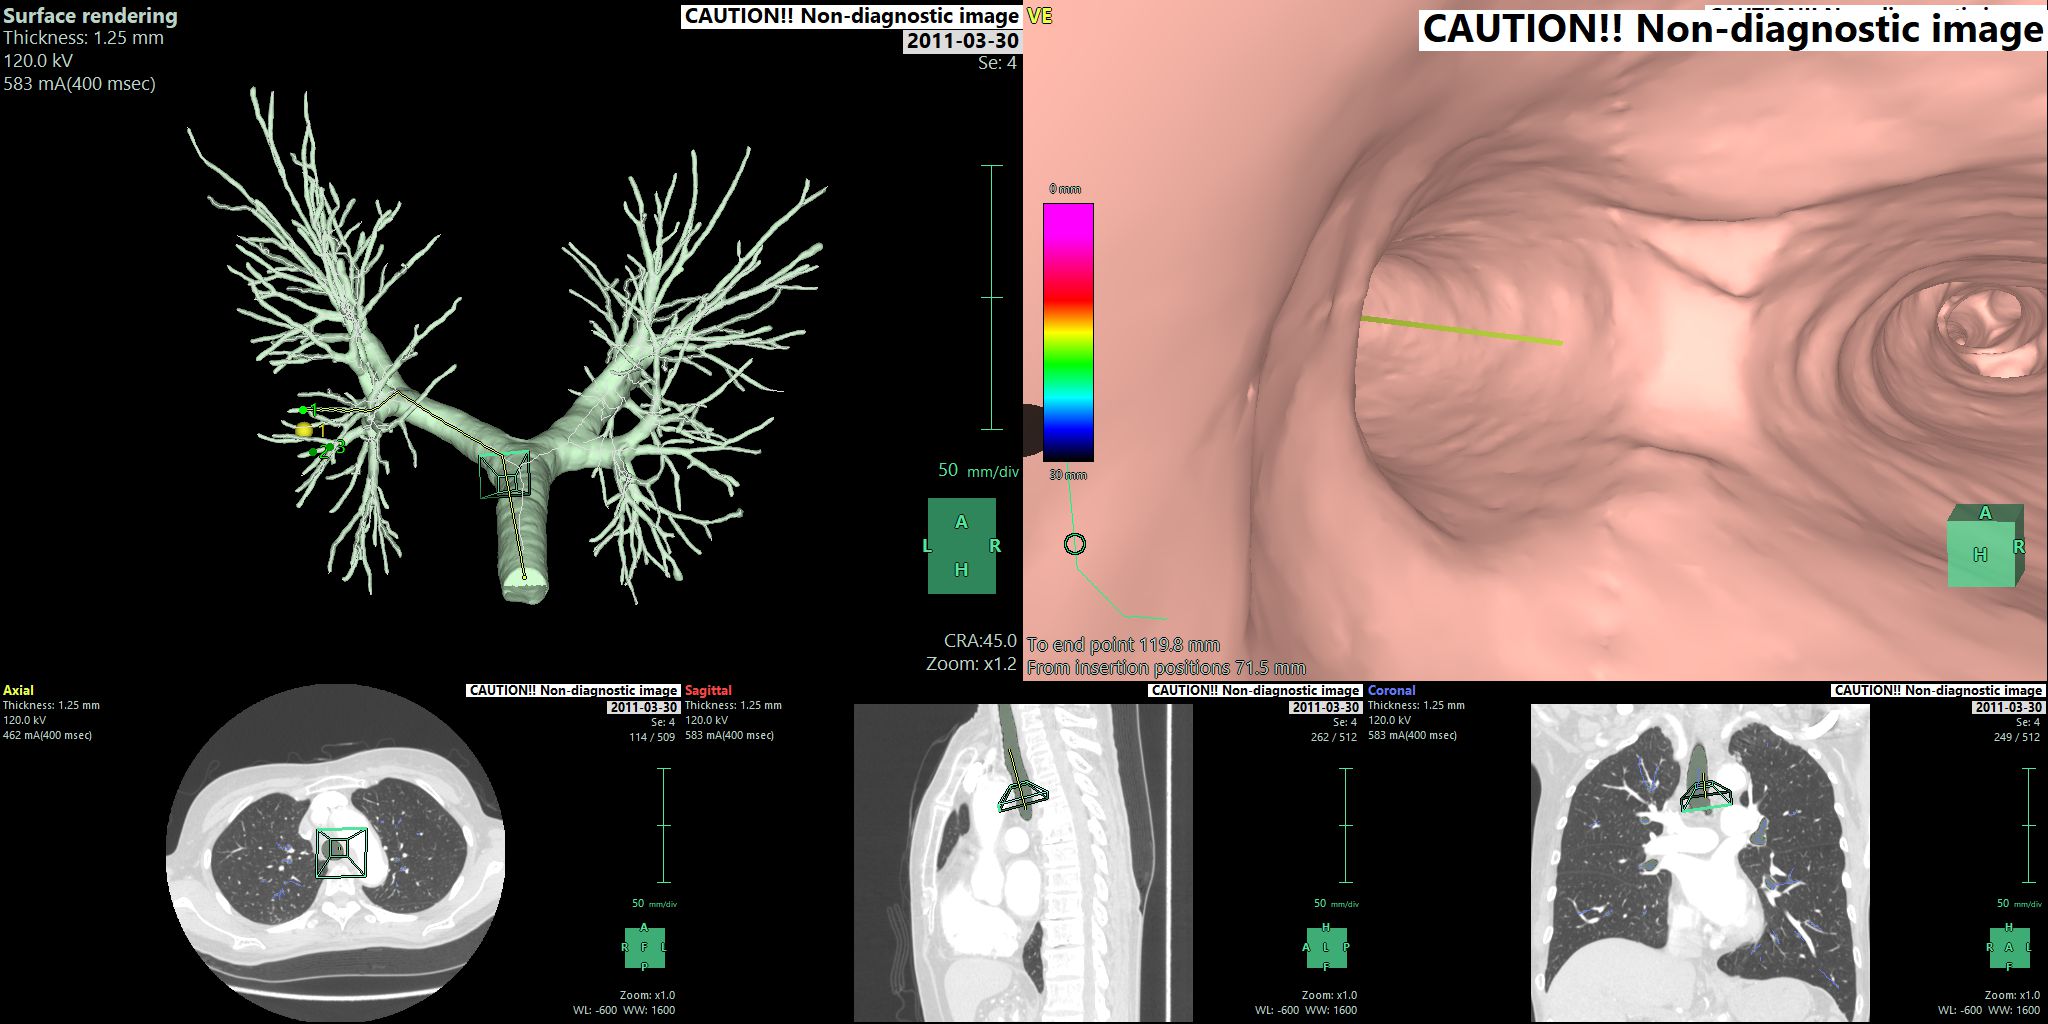 Surface rendering
Thickness: 1.25 mm
120.0 kV
583 mA(400 msec)
CAUTION!! Non-diagnostic image
2011-03-30
Se: 4
1
1
2
3
50 mm/div
A
L R
H
CRA:45.0
Zoom: x1.2
VE
CAUTION!! Non-diagnostic image
0 mm
30 mm
A
H R
To end point 119.8 mm
From insertion positions 71.5 mm
Axial
Thickness: 1.25 mm
120.0 kV
462 mA(400 msec)
CAUTION!! Non-diagnostic image
2011-03-30
Se: 4
114 / 509
50 mm/div
A
R F L
P
Zoom: x1.0
WL: -600 WW: 1600
Sagittal
Thickness: 1.25 mm
120.0 kV
583 mA(400 msec)
CAUTION!! Non-diagnostic image
2011-03-30
Se: 4
262 / 512
50 mm/div
H
A L P
F
Zoom: x1.0
WL: -600 WW: 1600
Coronal
Thickness: 1.25 mm
120.0 kV
583 mA(400 msec)
CAUTION!! Non-diagnostic image
2011-03-30
Se: 4
249 / 512
50 mm/div
H
R A L
F
Zoom: x1.0
WL: -600 WW: 1600